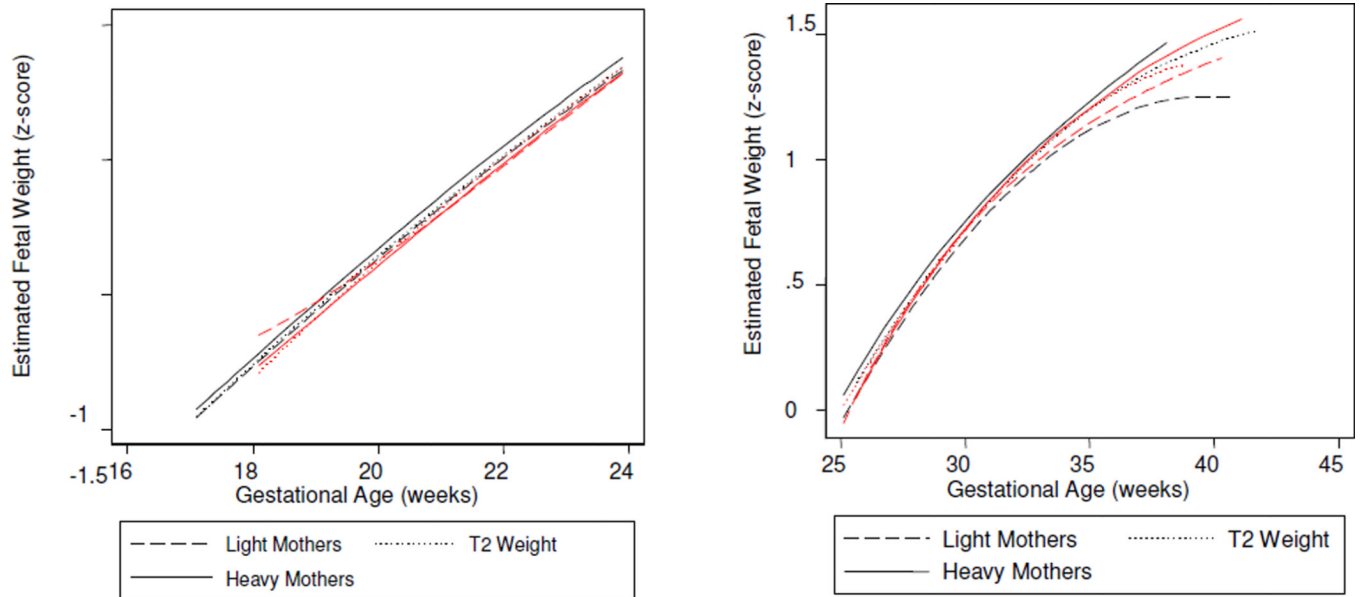 Estimated Fetal Weight (z-score)
-1
-1.5
16 18 20 22 24
Gestational Age (weeks)
Light Mothers T2 Weight
Heavy Mothers
Estimated Fetal Weight (z-score)
1.5
1
.5
0
25 30 35 40 45
Gestational Age (weeks)
Light Mothers T2 Weight
Heavy Mothers